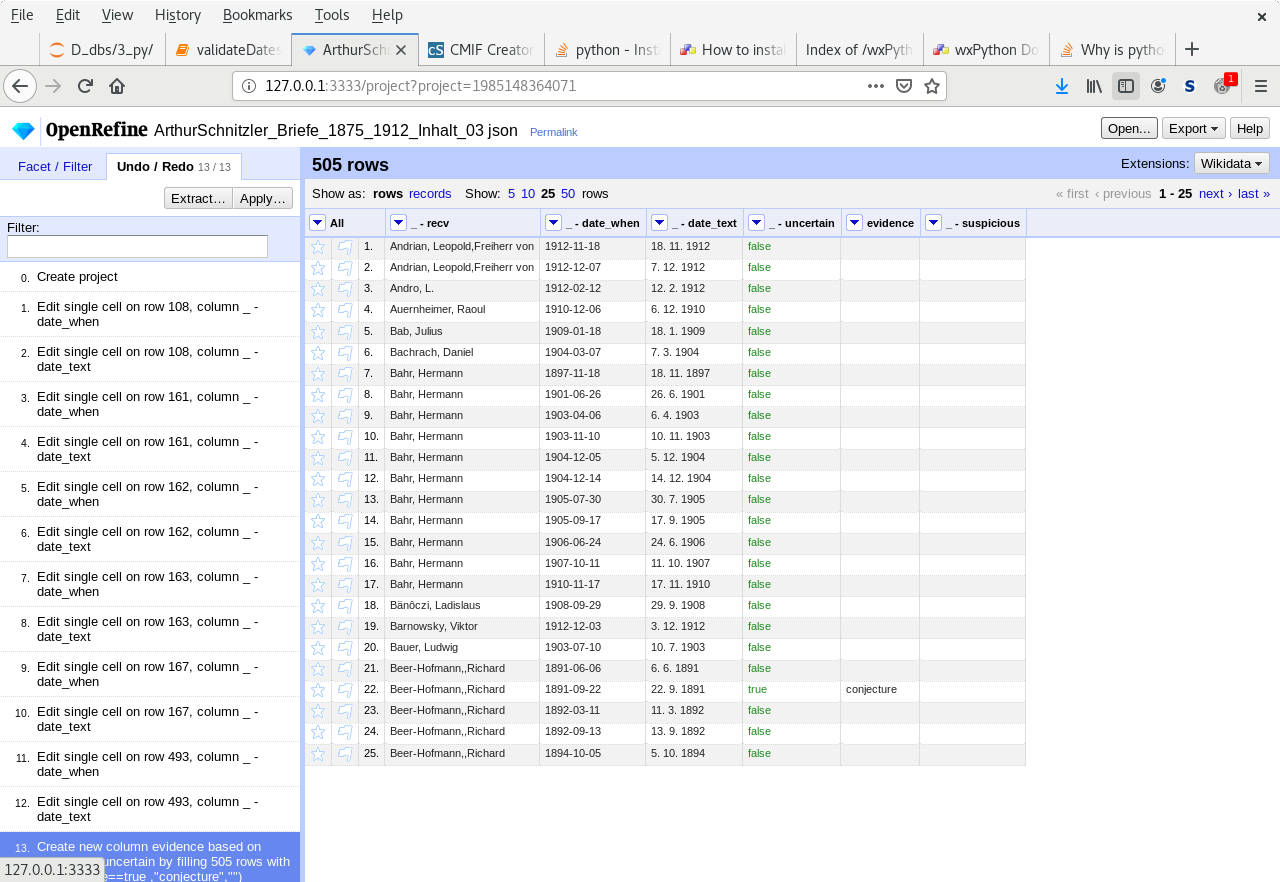 File Edit View History Bookmarks Tools Help
D_dbs/3_py/ validateDates ArthurSchn CMIF Creator python - Inst How to instal Index of /wxPyth wxPython Do Why is pytho
127.0.0.1:3333/project?project=1985148364071
1
OpenRefine ArthurSchnitzler_Briefe_1875_1912_Inhalt_03 json Permalink
Open... Export Help
Facet / Filter Undo / Redo 13 / 13
505 rows
Extensions: Wikidata
Extract… Apply…
Show as: rows records Show: 5 10 25 50 rows
« first ‹ previous 1 - 25 next › last »
Filter:
0. Create project
1. Edit single cell on row 108, column _ -
date_when
2. Edit single cell on row 108, column _ -
date_text
3. Edit single cell on row 161, column _ -
date_when
4. Edit single cell on row 161, column _ -
date_text
5. Edit single cell on row 162, column _ -
date_when
6. Edit single cell on row 162, column _ -
date_text
7. Edit single cell on row 163, column _ -
date_when
8. Edit single cell on row 163, column _ -
date_text
9. Edit single cell on row 167, column _ -
date_when
10. Edit single cell on row 167, column _ -
date_text
11. Edit single cell on row 493, column _ -
date_when
12. Edit single cell on row 493, column _ -
date_text
13. Create new column evidence based on
uncertain by filling 505 rows with
e==true ,"conjecture","")
127.0.0.1:3333
All _ - recv _ - date_when _ - date_text _ - uncertain evidence _ - suspicious
1. Andrian, Leopold,Freiherr von 1912-11-18 18. 11. 1912 false
2. Andrian, Leopold,Freiherr von 1912-12-07 7. 12. 1912 false
3. Andro, L. 1912-02-12 12. 2. 1912 false
4. Auernheimer, Raoul 1910-12-06 6. 12. 1910 false
5. Bab, Julius 1909-01-18 18. 1. 1909 false
6. Bachrach, Daniel 1904-03-07 7. 3. 1904 false
7. Bahr, Hermann 1897-11-18 18. 11. 1897 false
8. Bahr, Hermann 1901-06-26 26. 6. 1901 false
9. Bahr, Hermann 1903-04-06 6. 4. 1903 false
10. Bahr, Hermann 1903-11-10 10. 11. 1903 false
11. Bahr, Hermann 1904-12-05 5. 12. 1904 false
12. Bahr, Hermann 1904-12-14 14. 12. 1904 false
13. Bahr, Hermann 1905-07-30 30. 7. 1905 false
14. Bahr, Hermann 1905-09-17 17. 9. 1905 false
15. Bahr, Hermann 1906-06-24 24. 6. 1906 false
16. Bahr, Hermann 1907-10-11 11. 10. 1907 false
17. Bahr, Hermann 1910-11-17 17. 11. 1910 false
18. Bänôczi, Ladislaus 1908-09-29 29. 9. 1908 false
19. Barnowsky, Viktor 1912-12-03 3. 12. 1912 false
20. Bauer, Ludwig 1903-07-10 10. 7. 1903 false
21. Beer-Hofmann,,Richard 1891-06-06 6. 6. 1891 false
22. Beer-Hofmann,,Richard 1891-09-22 22. 9. 1891 true conjecture
23. Beer-Hofmann,,Richard 1892-03-11 11. 3. 1892 false
24. Beer-Hofmann,,Richard 1892-09-13 13. 9. 1892 false
25. Beer-Hofmann,,Richard 1894-10-05 5. 10. 1894 false